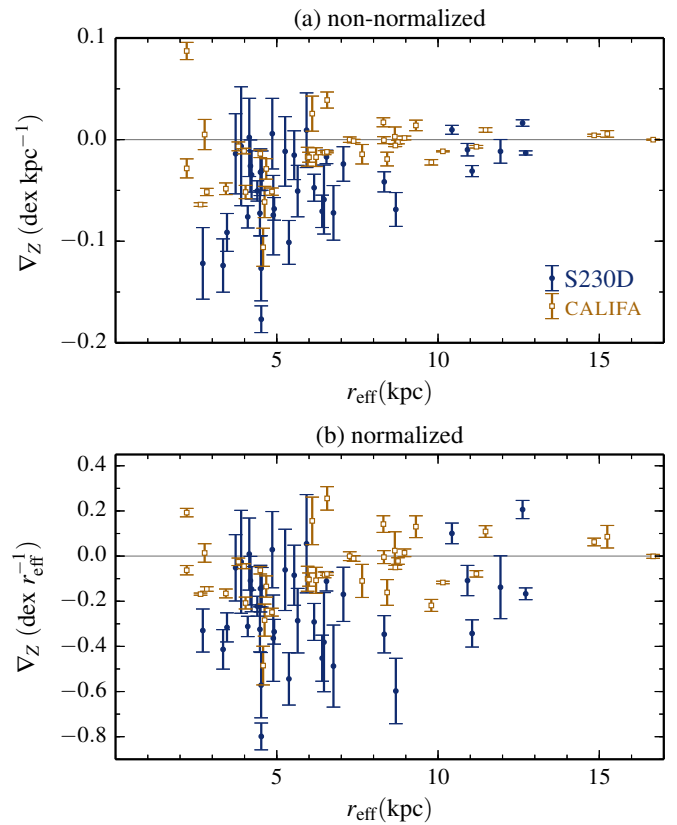 (a) non-normalized
0.1
0.0
−0.1
−0.2
∇Z (dex kpc−1)
5
10
15
reff(kpc)
S230D
CALIFA
(b) normalized
0.4
0.2
0.0
−0.2
−0.4
−0.6
−0.8
∇Z (dex reff−1)
5
10
15
reff(kpc)